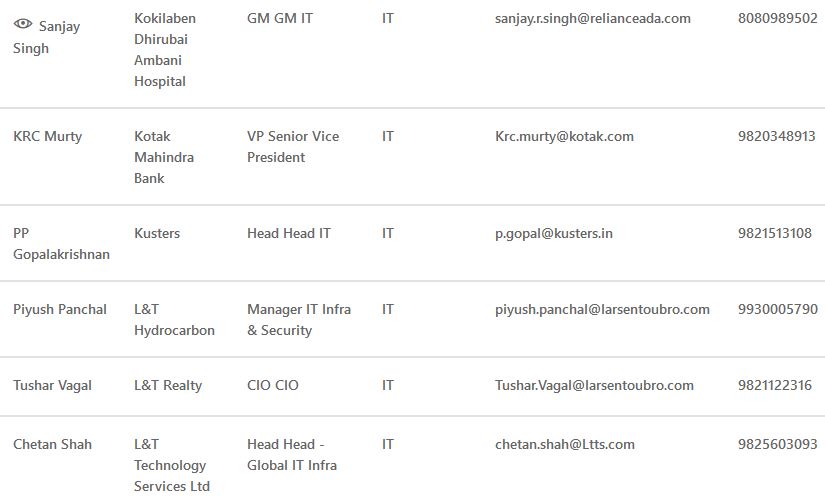 Sanjay Singh Kokilaben Dhirubai Ambani Hospital GM GM IT IT sanjay.r.singh@relianceada.com 8080989502
KRC Murty Kotak Mahindra Bank VP Senior Vice President IT Krc.murty@kotak.com 9820348913
PP Gopalakrishnan Kusters Head Head IT IT p.gopal@kusters.in 9821513108
Piyush Panchal L&T Hydrocarbon Manager IT Infra & Security IT piyush.panchal@larsentoubro.com 9930005790
Tushar Vagal L&T Realty CIO CIO IT Tushar.Vagal@larsentoubro.com 9821122316
Chetan Shah L&T Technology Services Ltd Head Head - Global IT Infra IT chetan.shah@Ltts.com 9825603093